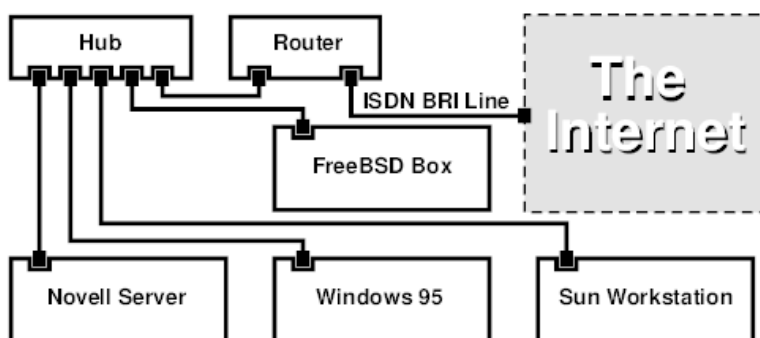 Hub
Router
The
Internet
ISDN BRI Line
FreeBSD Box
Novell Server
Windows 95
Sun Workstation